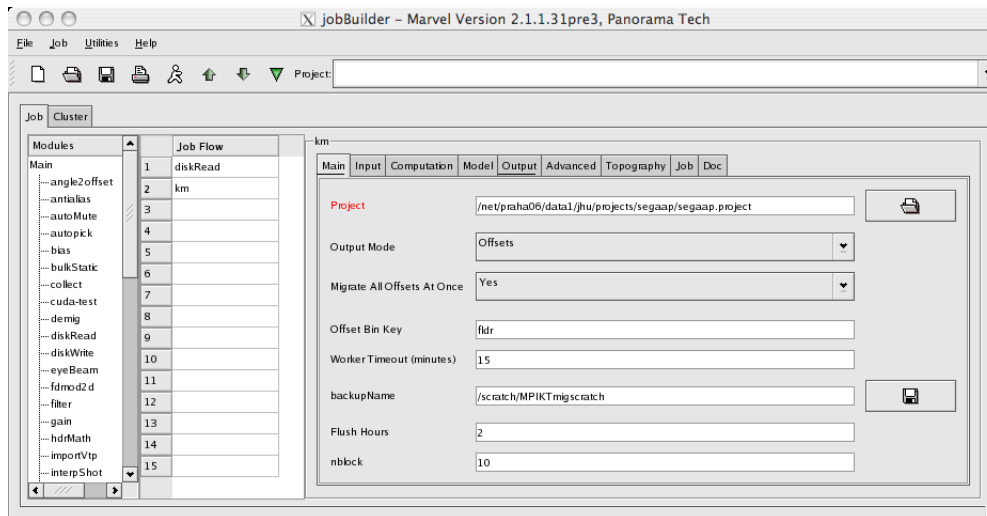 jobBuilder – Marvel Version 2.1.1.31pre3, Panorama Tech
File Job Utilities Help
Project:
Job Cluster
Modules
Main
angle2offset
antialias
autoMute
autopick
bias
bulkStatic
collect
cuda-test
demig
diskRead
diskWrite
eyeBeam
fdmod2d
filter
gain
hdrMath
importVtp
interpShot
Job Flow
1 diskRead
2 km
3
4
5
6
7
8
9
10
11
12
13
14
15
km
Main Input Computation Model Output Advanced Topography Job Doc
Project /net/praha06/data1/jhu/projects/segaap/segaap.project
Output Mode Offsets
Migrate All Offsets At Once Yes
Offset Bin Key fldr
Worker Timeout (minutes) 15
backupName /scratch/MPIKTmigscratch
Flush Hours 2
nblock 10